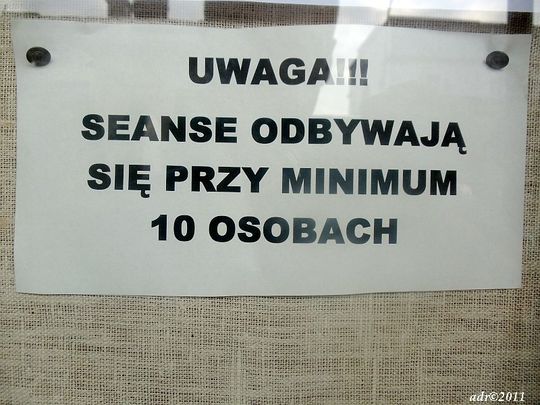 UWAGA!!!
SEANSE ODBYWAJĄ
SIĘ PRZY MINIMUM
10 OSOBACH
adr©2011